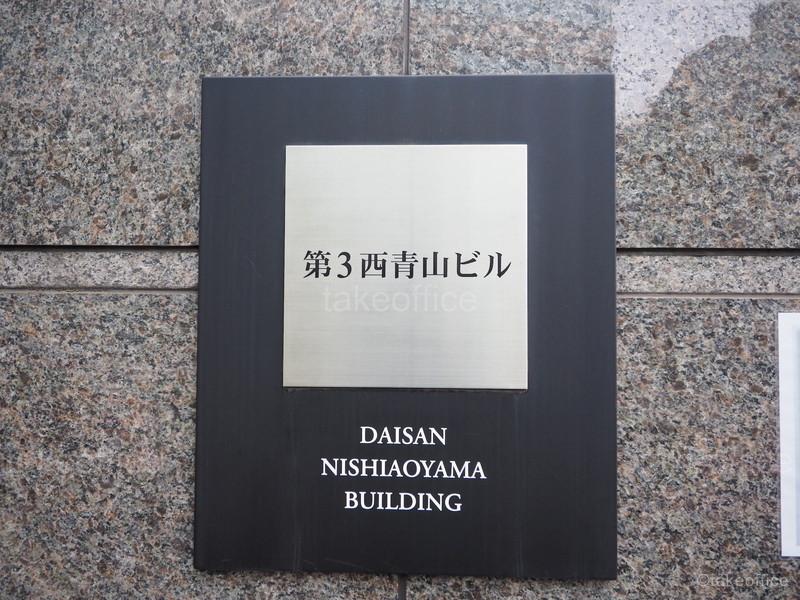 第3西青山ビル
takeoffice
DAISAN
NISHIAOYAMA
BUILDING
©takeoffice